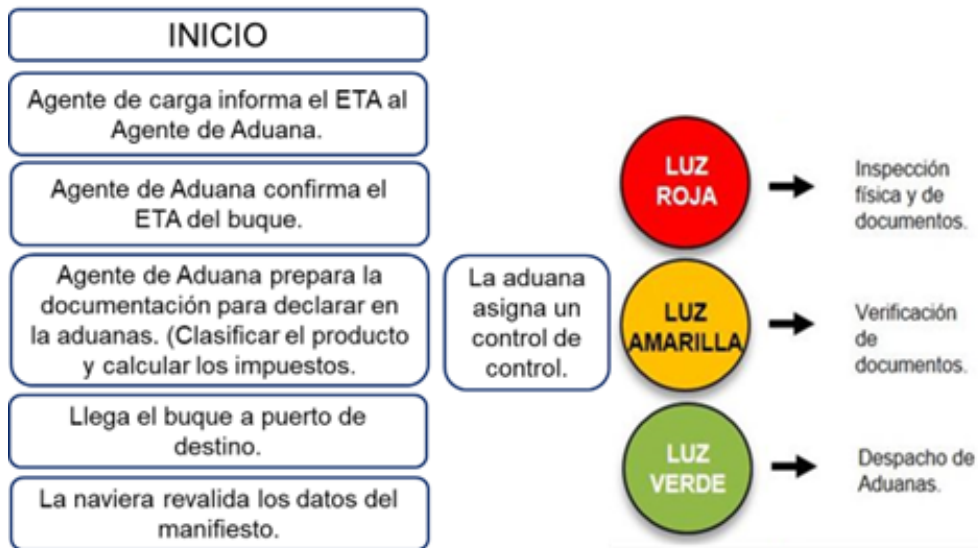 INICIO
Agente de carga informa el ETA al
Agente de Aduana.
Agente de Aduana confirma el
ETA del buque.
Agente de Aduana prepara la
documentación para declarar en
la aduanas. (Clasificar el producto
y calcular los impuestos.
Llega el buque a puerto de
destino.
La naviera revalida los datos del
manifiesto.
La aduana
asigna un
control de
control.
LUZ
ROJA
Inspección
física y de
documentos.
LUZ
AMARILLA
Verificación
de
documentos.
LUZ
VERDE
Despacho de
Aduanas.